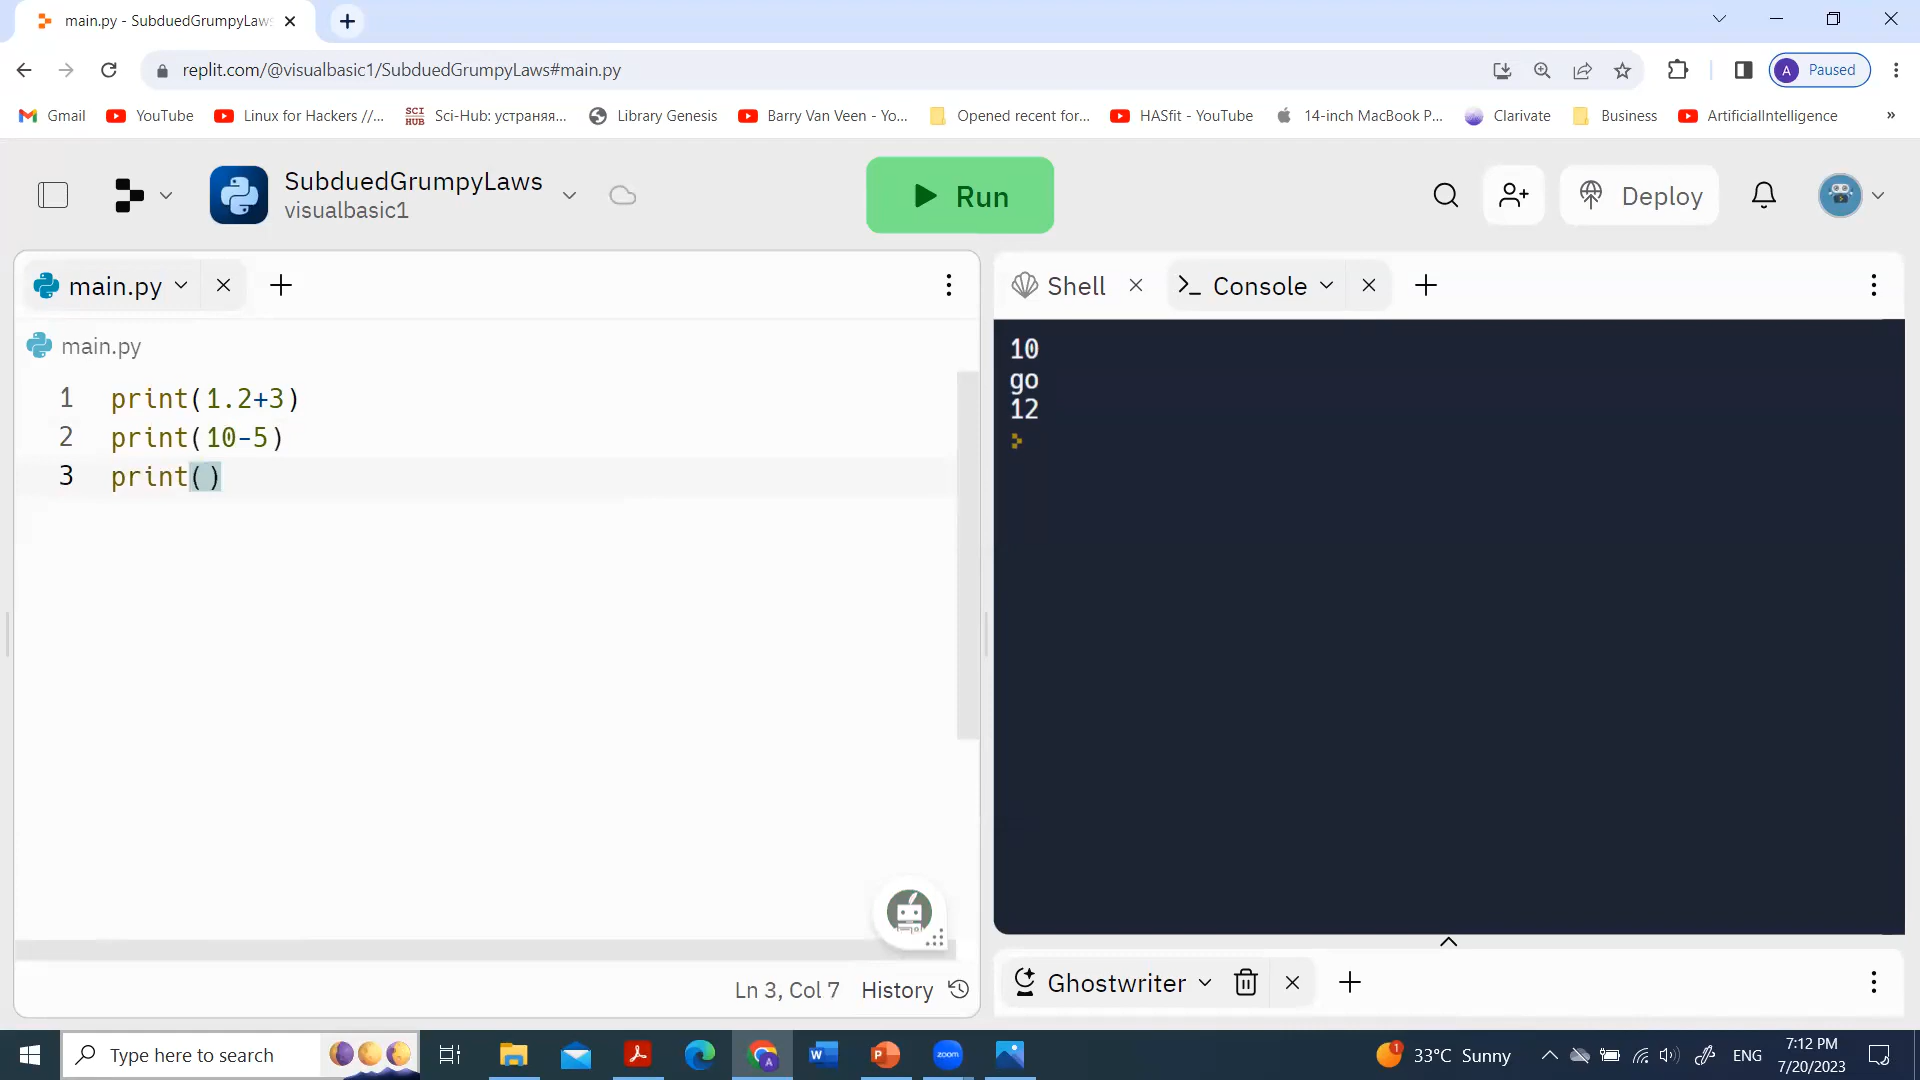 main.py - SubduedGrumpyLaws
replit.com/@visualbasic1/SubduedGrumpyLaws#main.py
A Paused
Gmail YouTube Linux for Hackers //... SCI HUB Sci-Hub: устраняя... Library Genesis Barry Van Veen - Yo... Opened recent for... HASfit - YouTube 14-inch MacBook P... Clarivate Business ArtificialIntelligence »
SubduedGrumpyLaws
visualbasic1
Run
Deploy
main.py
Shell
Console
main.py
1 print(1.2+3)
2 print(10-5)
3 print()
10
go
12
Ln 3, Col 7 History
Ghostwriter
Type here to search
zoom
1
33°C Sunny
ENG
7:12 PM
7/20/2023